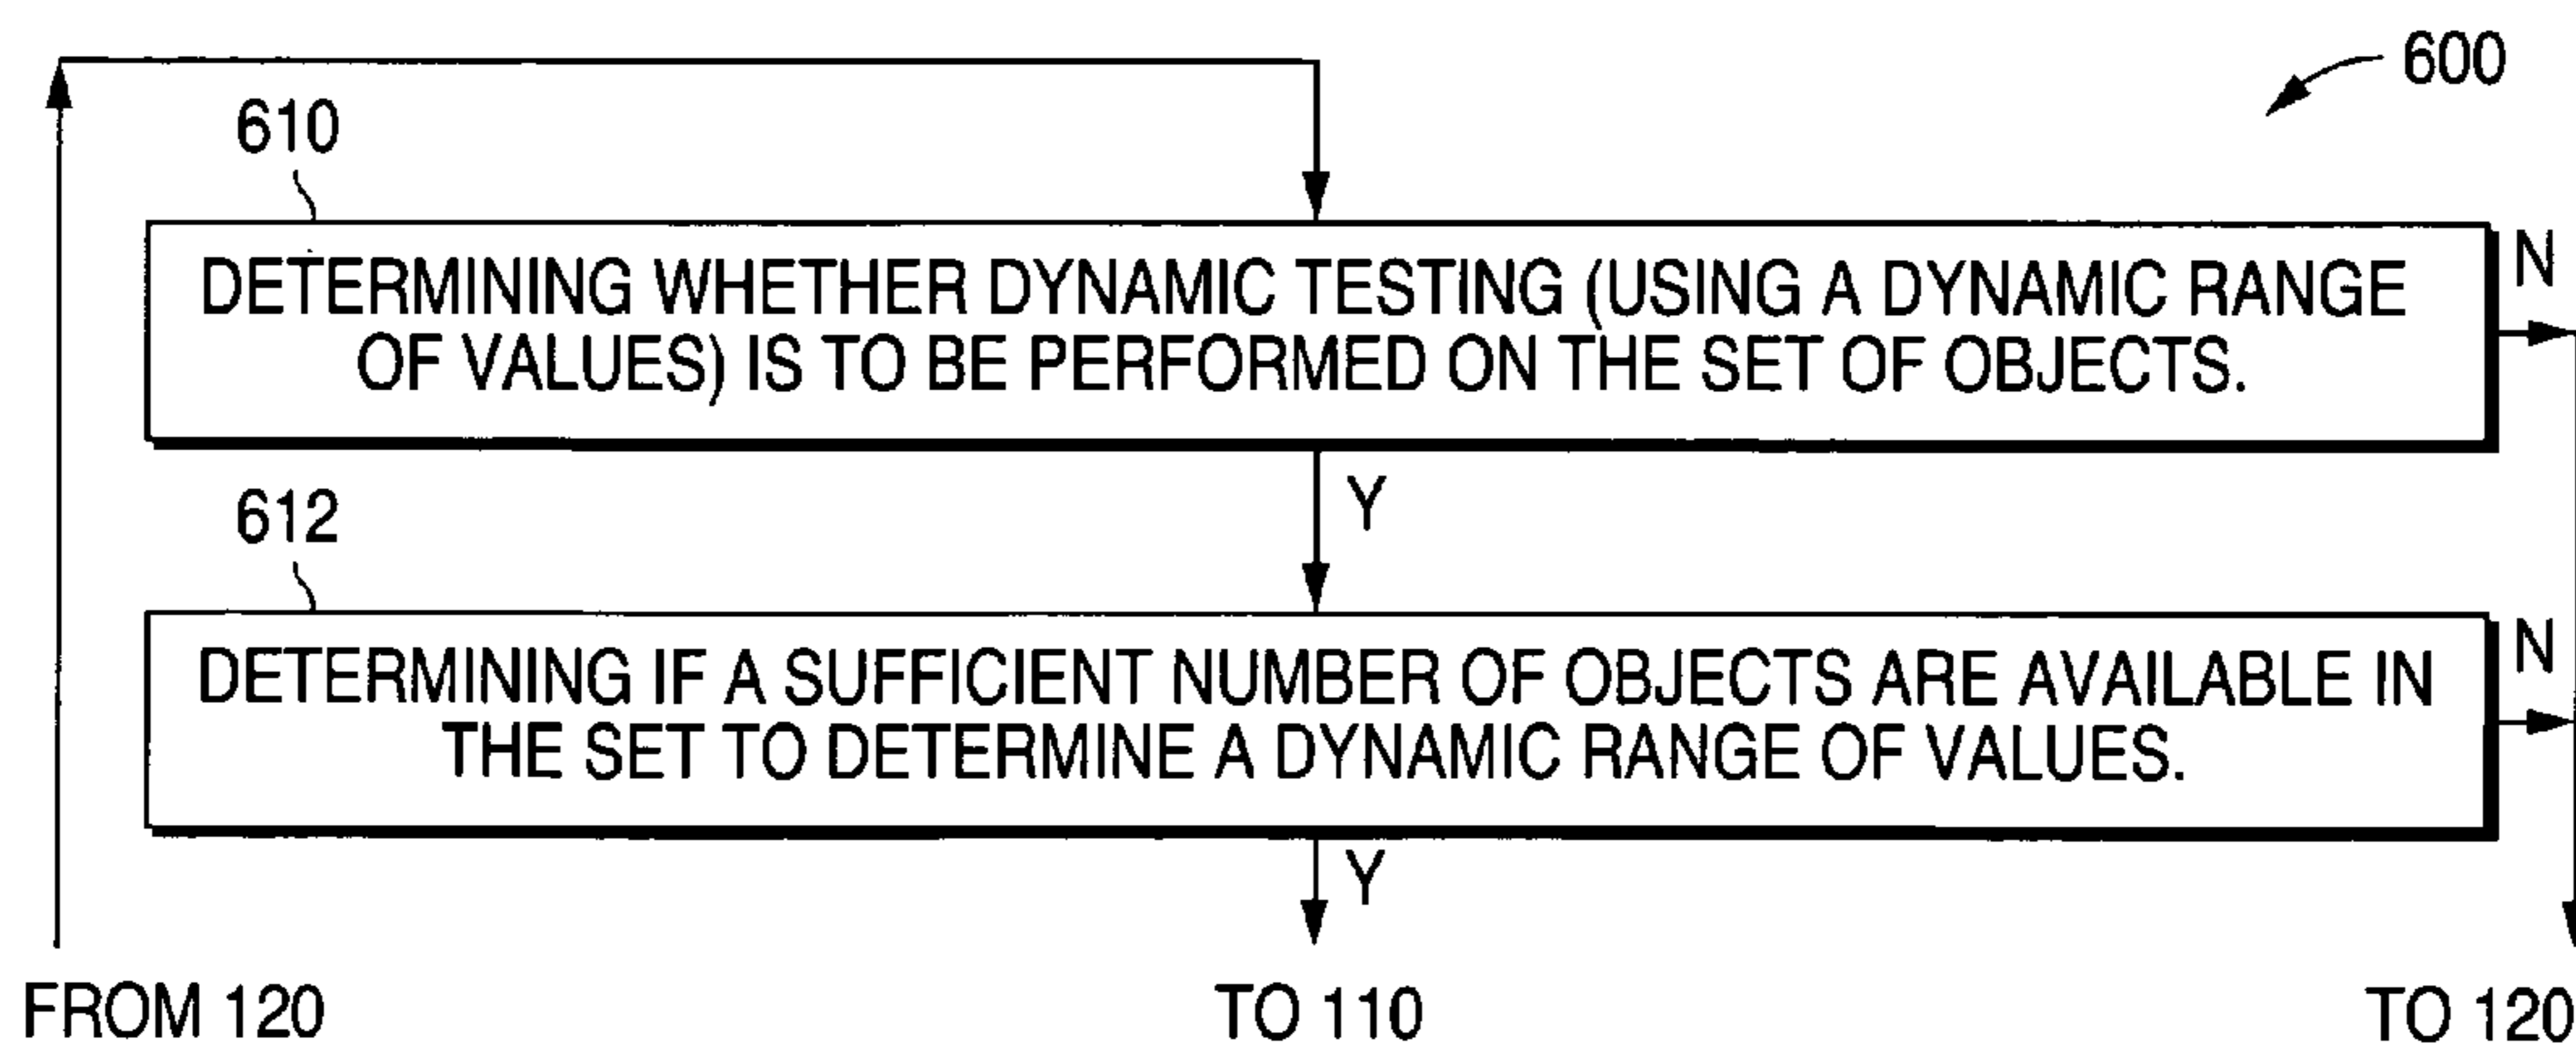 600
610
DETERMINING WHETHER DYNAMIC TESTING (USING A DYNAMIC RANGE
OF VALUES) IS TO BE PERFORMED ON THE SET OF OBJECTS.
N
Y
612
DETERMINING IF A SUFFICIENT NUMBER OF OBJECTS ARE AVAILABLE IN
THE SET TO DETERMINE A DYNAMIC RANGE OF VALUES.
N
Y
FROM 120
TO 110
TO 120